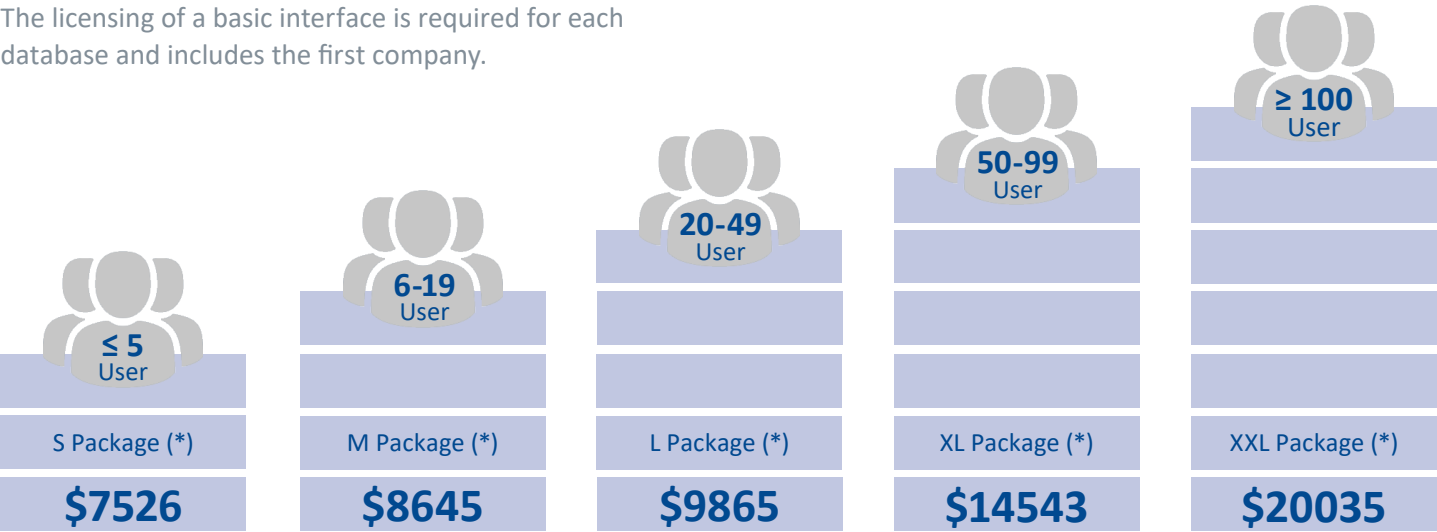 The licensing of a basic interface is required for each
database and includes the first company.
≤ 5
User
S Package (*)
$7526
6-19
User
M Package (*)
$8645
20-49
User
L Package (*)
$9865
50-99
User
XL Package (*)
$14543
≥ 100
User
XXL Package (*)
$20035